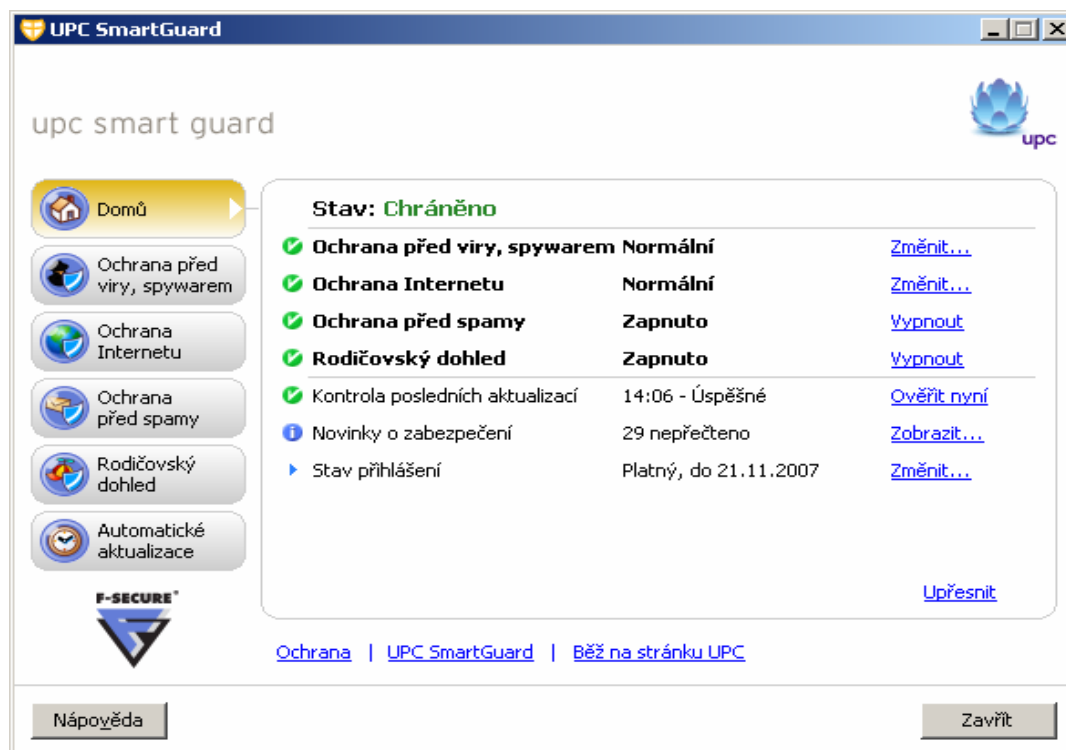 UPC SmartGuard
upc smart guard
upc
Domů
Ochrana před
viry, spywarem
Ochrana
Internetu
Ochrana
před spamy
Rodičovský
dohled
Automatické
aktualizace
F-SECURE®
Stav: Chráněno
Ochrana před viry, spywarem Normální Změnit...
Ochrana Internetu Normální Změnit...
Ochrana před spamy Zapnuto Vypnout
Rodičovský dohled Zapnuto Vypnout
Kontrola posledních aktualizací 14:06 - Úspěšné Ověřit nyní
Novinky o zabezpečení 29 nepřečteno Zobrazit...
Stav přihlášení Platný, do 21.11.2007 Změnit...
Upřesnit
Ochrana | UPC SmartGuard | Běž na stránku UPC
Nápověda Zavřít